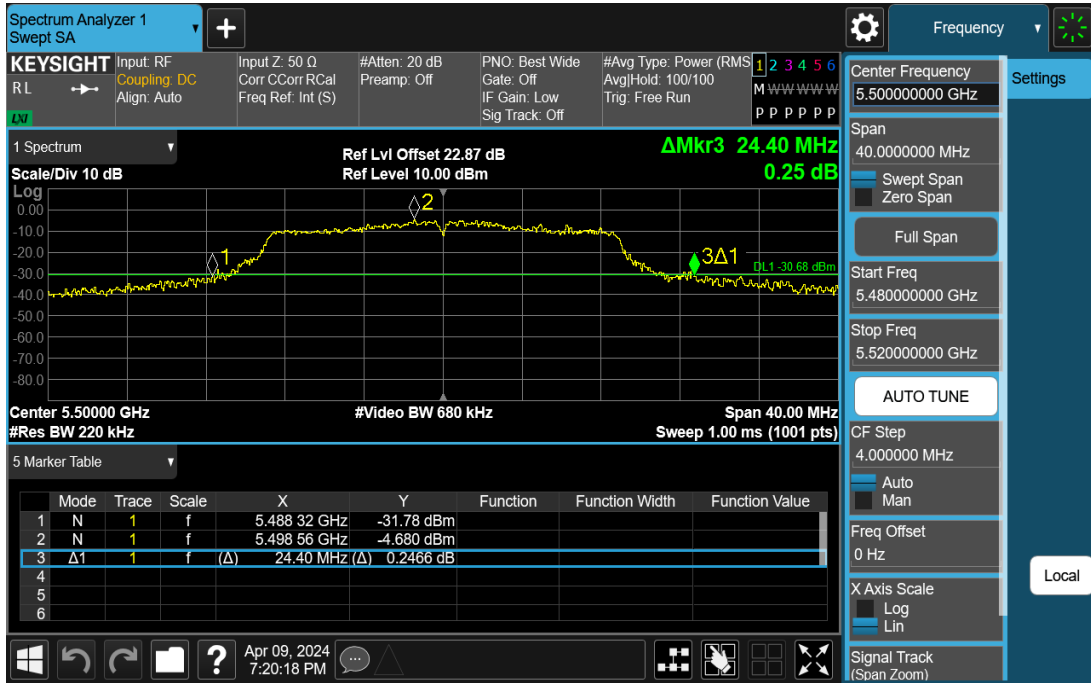 Spectrum Analyzer 1
Swept SA
+
Frequency
KEYSIGHT
R L
LXI
Input: RF
Coupling: DC
Align: Auto
Input Z: 50 Ω
Corr CCorr RCal
Freq Ref: Int (S)
#Atten: 20 dB
Preamp: Off
PNO: Best Wide
Gate: Off
IF Gain: Low
Sig Track: Off
#Avg Type: Power (RMS
Avg|Hold: 100/100
Trig: Free Run
1 2 3 4 5 6
M W W W W W
P P P P P P
1 Spectrum
Scale/Div 10 dB
Ref Lvl Offset 22.87 dB
Ref Level 10.00 dBm
ΔMkr3 24.40 MHz
0.25 dB
Log
0.00
-10.0
-20.0
-30.0
-40.0
-50.0
-60.0
-70.0
-80.0
1
2
3Δ1
DL1 -30.68 dBm
Center 5.50000 GHz
#Video BW 680 kHz
Span 40.00 MHz
#Res BW 220 kHz
Sweep 1.00 ms (1001 pts)
5 Marker Table
Mode Trace Scale X Y Function Function Width Function Value
1 N 1 f 5.488 32 GHz -31.78 dBm
2 N 1 f 5.498 56 GHz -4.680 dBm
3 Δ1 1 f (Δ) 24.40 MHz (Δ) 0.2466 dB
4
5
6
?
Apr 09, 2024
7:20:18 PM
Center Frequency
5.500000000 GHz
Settings
Span
40.0000000 MHz
Swept Span
Zero Span
Full Span
Start Freq
5.480000000 GHz
Stop Freq
5.520000000 GHz
AUTO TUNE
CF Step
4.000000 MHz
Auto
Man
Freq Offset
0 Hz
Local
X Axis Scale
Log
Lin
Signal Track
(Span Zoom)